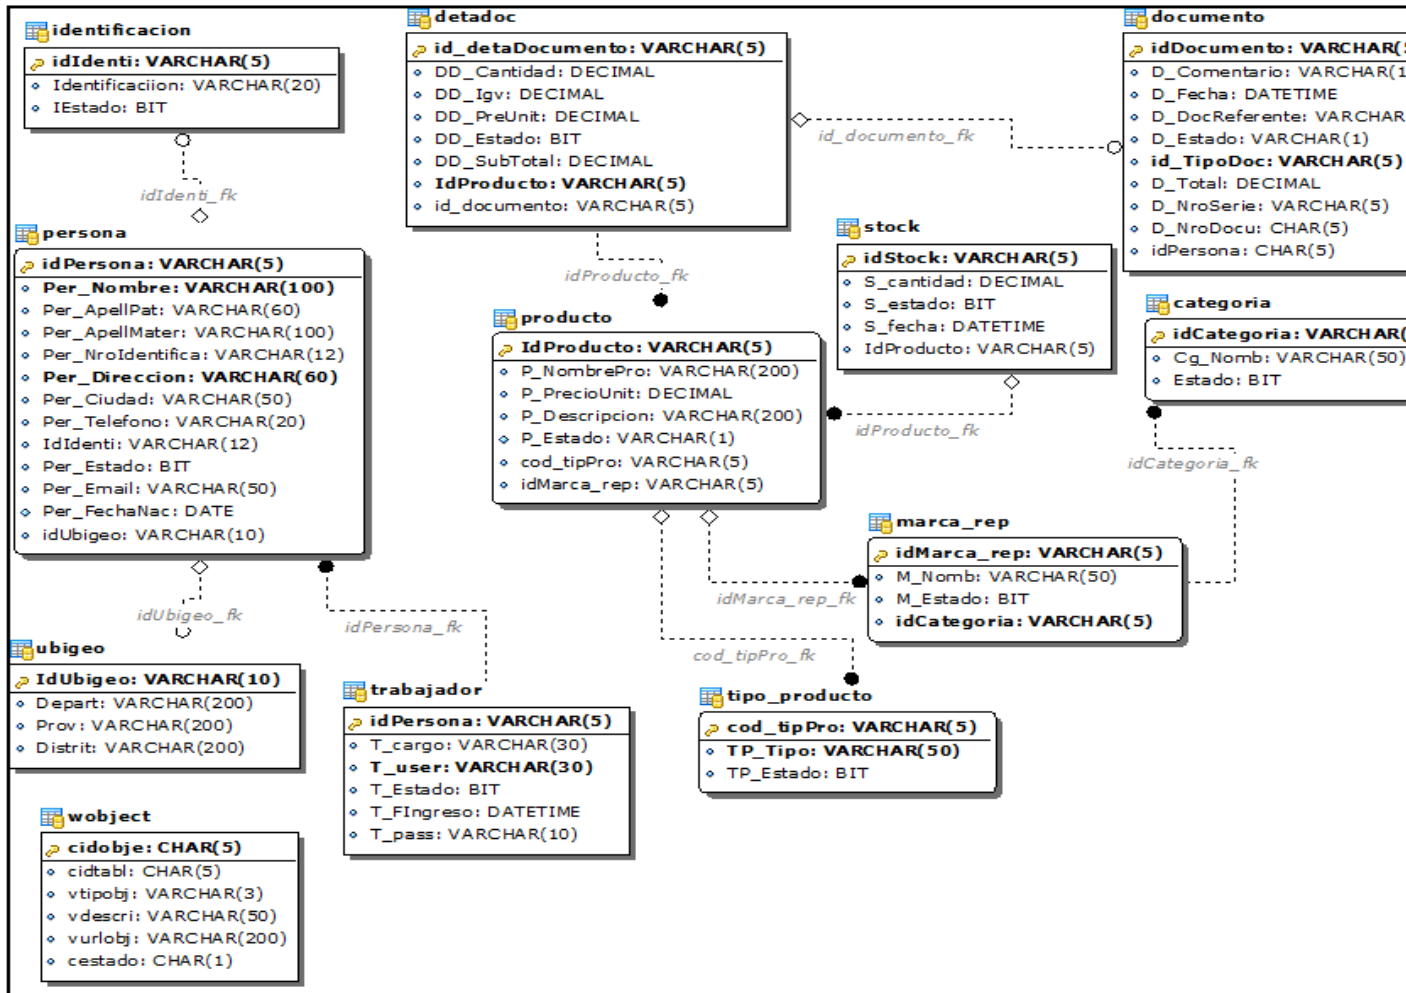 identificacion
idIdenti: VARCHAR(5)
Identificaciion: VARCHAR(20)
IEstado: BIT
idIdenti_fk
persona
idPersona: VARCHAR(5)
Per_Nombre: VARCHAR(100)
Per_ApellPat: VARCHAR(60)
Per_ApellMater: VARCHAR(100)
Per_NroIdentifica: VARCHAR(12)
Per_Direccion: VARCHAR(60)
Per_Ciudad: VARCHAR(50)
Per_Telefono: VARCHAR(20)
IdIdenti: VARCHAR(12)
Per_Estado: BIT
Per_Email: VARCHAR(50)
Per_FechaNac: DATE
idUbigeo: VARCHAR(10)
idUbigeo_fk
idPersona_fk
ubigeo
IdUbigeo: VARCHAR(10)
Depart: VARCHAR(200)
Prov: VARCHAR(200)
Distrit: VARCHAR(200)
wobject
cidobje: CHAR(5)
cidtabl: CHAR(5)
vtipobj: VARCHAR(3)
vdescri: VARCHAR(50)
vurlobj: VARCHAR(200)
cestado: CHAR(1)
trabajador
idPersona: VARCHAR(5)
T_cargo: VARCHAR(30)
T_user: VARCHAR(30)
T_Estado: BIT
T_FIngreso: DATETIME
T_pass: VARCHAR(10)
detadoc
id_detaDocumento: VARCHAR(5)
DD_Cantidad: DECIMAL
DD_Igv: DECIMAL
DD_PreUnit: DECIMAL
DD_Estado: BIT
DD_SubTotal: DECIMAL
IdProducto: VARCHAR(5)
id_documento: VARCHAR(5)
id_documento_fk
idProducto_fk
producto
IdProducto: VARCHAR(5)
P_NombrePro: VARCHAR(200)
P_PrecioUnit: DECIMAL
P_Descripcion: VARCHAR(200)
P_Estado: VARCHAR(1)
cod_tipPro: VARCHAR(5)
idMarca_rep: VARCHAR(5)
stock
idStock: VARCHAR(5)
S_cantidad: DECIMAL
S_estado: BIT
S_fecha: DATETIME
IdProducto: VARCHAR(5)
idProducto_fk
documento
idDocumento: VARCHAR(5
D_Comentario: VARCHAR(1
D_Fecha: DATETIME
D_DocReferente: VARCHAR
D_Estado: VARCHAR(1)
id_TipoDoc: VARCHAR(5)
D_Total: DECIMAL
D_NroSerie: VARCHAR(5)
D_NroDocu: CHAR(5)
idPersona: CHAR(5)
categoria
idCategoria: VARCHAR(
Cg_Nomb: VARCHAR(50)
Estado: BIT
idCategoria_fk
marca_rep
idMarca_rep: VARCHAR(5)
M_Nomb: VARCHAR(50)
M_Estado: BIT
idCategoria: VARCHAR(5)
idMarca_rep_fk
cod_tipPro_fk
tipo_producto
cod_tipPro: VARCHAR(5)
TP_Tipo: VARCHAR(50)
TP_Estado: BIT